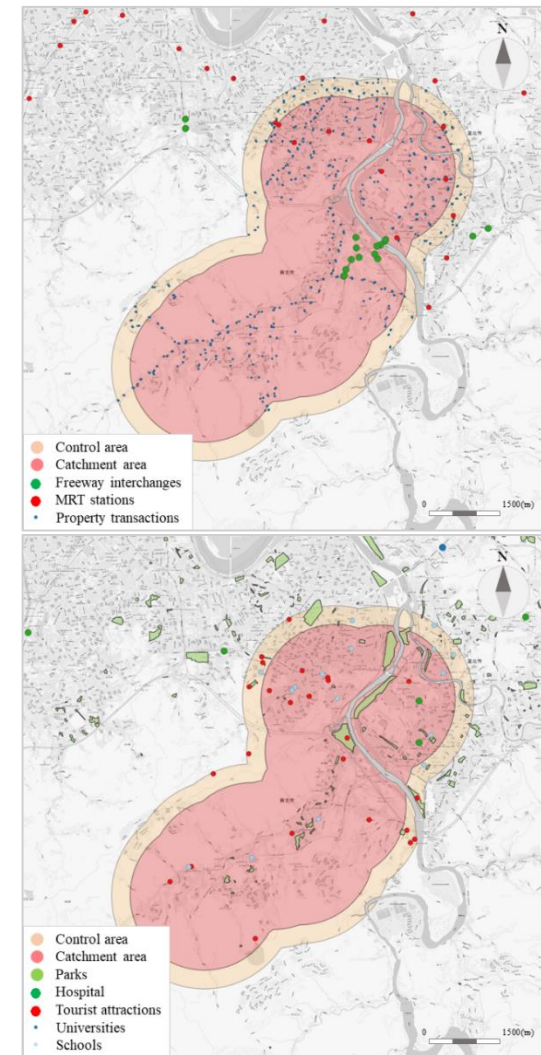 N
Control area
Catchment area
Freeway interchanges
MRT stations
Property transactions
0 1500(m)
N
Control area
Catchment area
Parks
Hospital
Tourist attractions
Universities
Schools
0 1500(m)